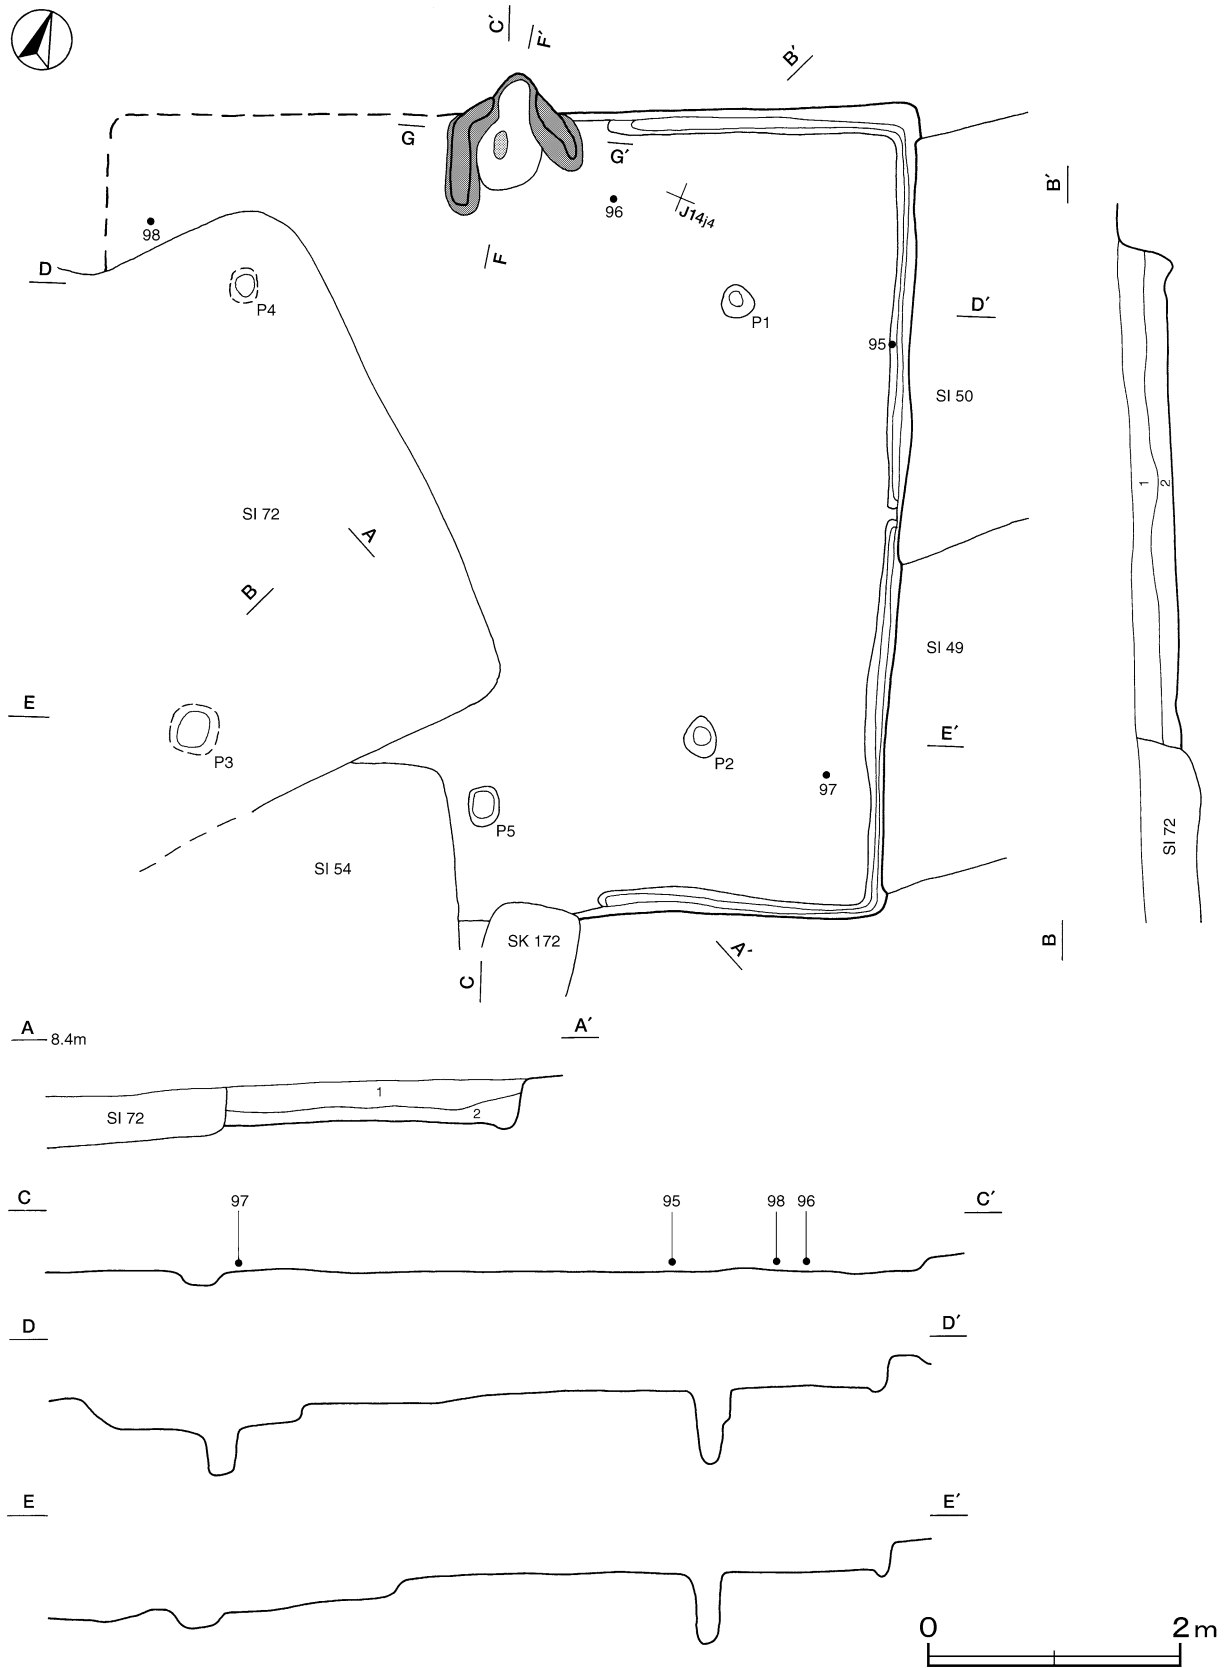 C′
F′
B′
G
G′
B′
96
J14j4
98
D
F
P4
P1
D′
95
SI 50
1
2
SI 72
A
B
SI 49
E
E′
P3
P2
97
P5
SI 72
SI 54
SK 172
A′
B
C
A
8.4m
A′
1
SI 72
2
C
97
95
98
96
C′
D
D′
E
E′
0
2m